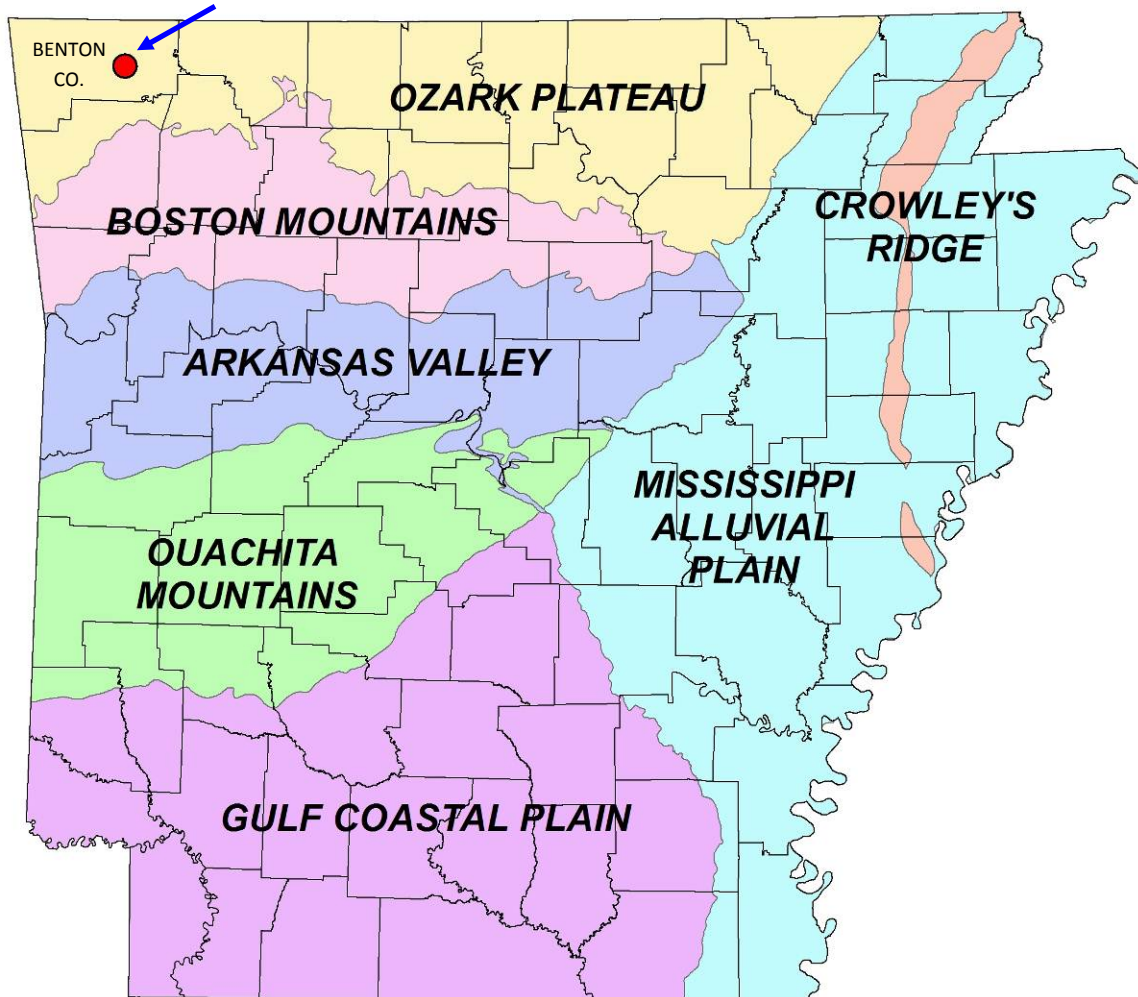 BENTON
CO.
OZARK PLATEAU
BOSTON MOUNTAINS
CROWLEY'S
RIDGE
ARKANSAS VALLEY
MISSISSIPPI
ALLUVIAL
PLAIN
OUACHITA
MOUNTAINS
GULF COASTAL PLAIN